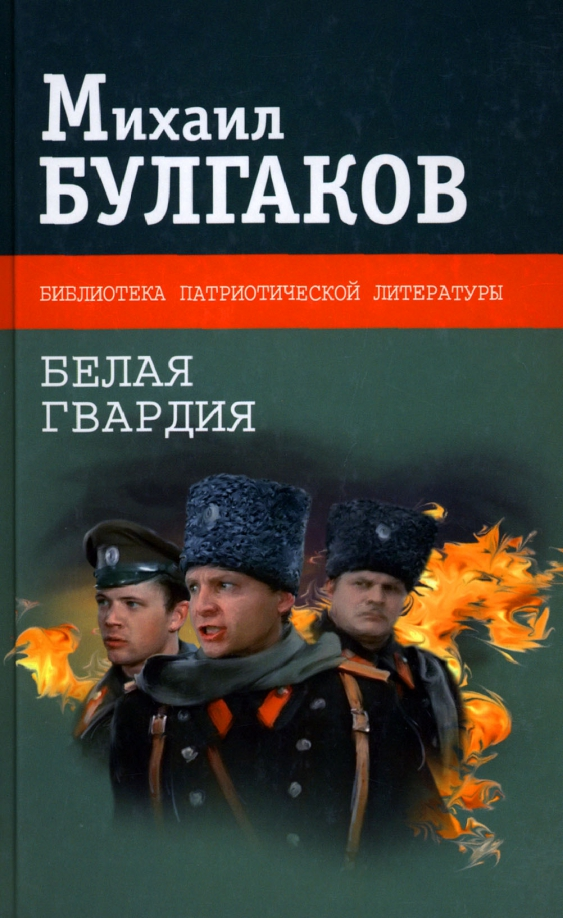 Михаил
БУЛГАКОВ
БИБЛИОТЕКА ПАТРИОТИЧЕСКОЙ ЛИТЕРАТУРЫ
БЕЛАЯ
ГВАРДИЯ